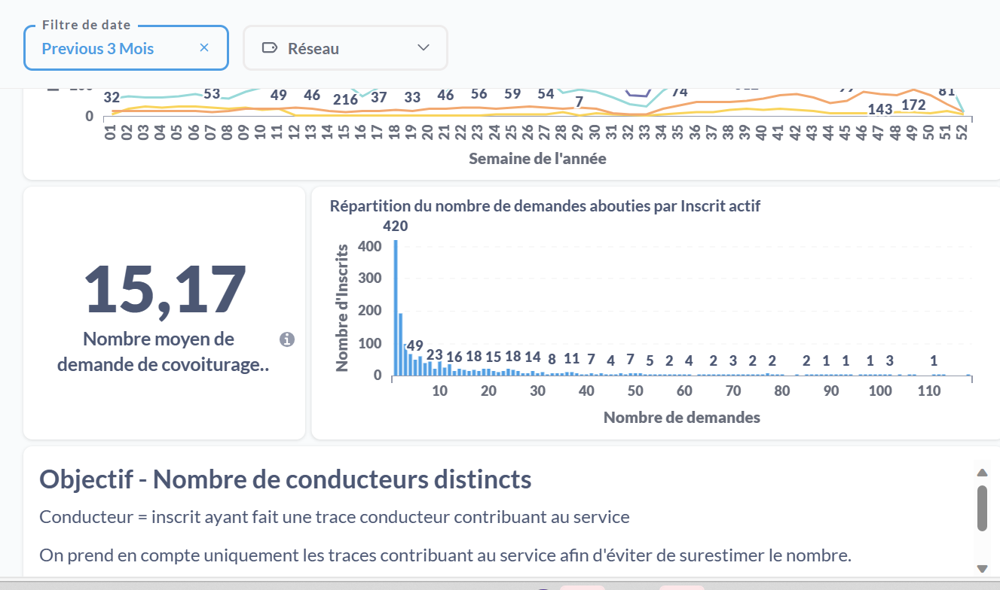 Filtre de date
Previous 3 Mois
Réseau
32 53 49 46 216 37 33 46 56 59 54 7 74 143 172 81
0
01 02 03 04 05 06 07 08 09 10 11 12 13 14 15 16 17 18 19 20 21 22 23 24 25 26 27 28 29 30 31 32 33 34 35 36 37 38 39 40 41 42 43 44 45 46 47 48 49 50 51 52
Semaine de l'année
15,17
Nombre moyen de
demande de covoiturage..
Répartition du nombre de demandes abouties par Inscrit actif
420
400
300
200
100
0
Nombre d'Inscrits
49 23 16 18 15 18 14 8 11 7 4 7 5 2 4 2 3 2 2 2 1 1 1 3 1
10 20 30 40 50 60 70 80 90 100 110
Nombre de demandes
Objectif - Nombre de conducteurs distincts
Conducteur = inscrit ayant fait une trace conducteur contribuant au service
On prend en compte uniquement les traces contribuant au service afin d'éviter de surestimer le nombre.